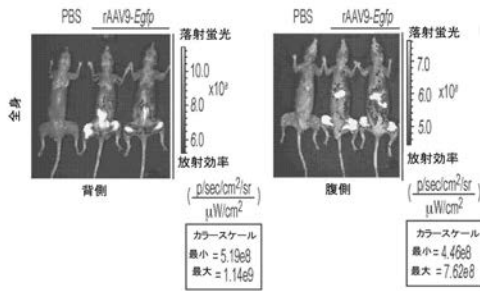 PBS rAAV9-Egfp
落射蛍光
10.0
8.0
x10⁸
6.0
放射効率
全身
背側
(p/sec/cm²/sr / μW/cm²)
カラースケール
最小 = 5.19e8
最大 = 1.14e9
PBS rAAV9-Egfp
落射蛍光
7.0
6.0
x10⁸
5.0
放射効率
腹側
(p/sec/cm²/sr / μW/cm²)
カラースケール
最小 = 4.46e8
最大 = 7.62e8